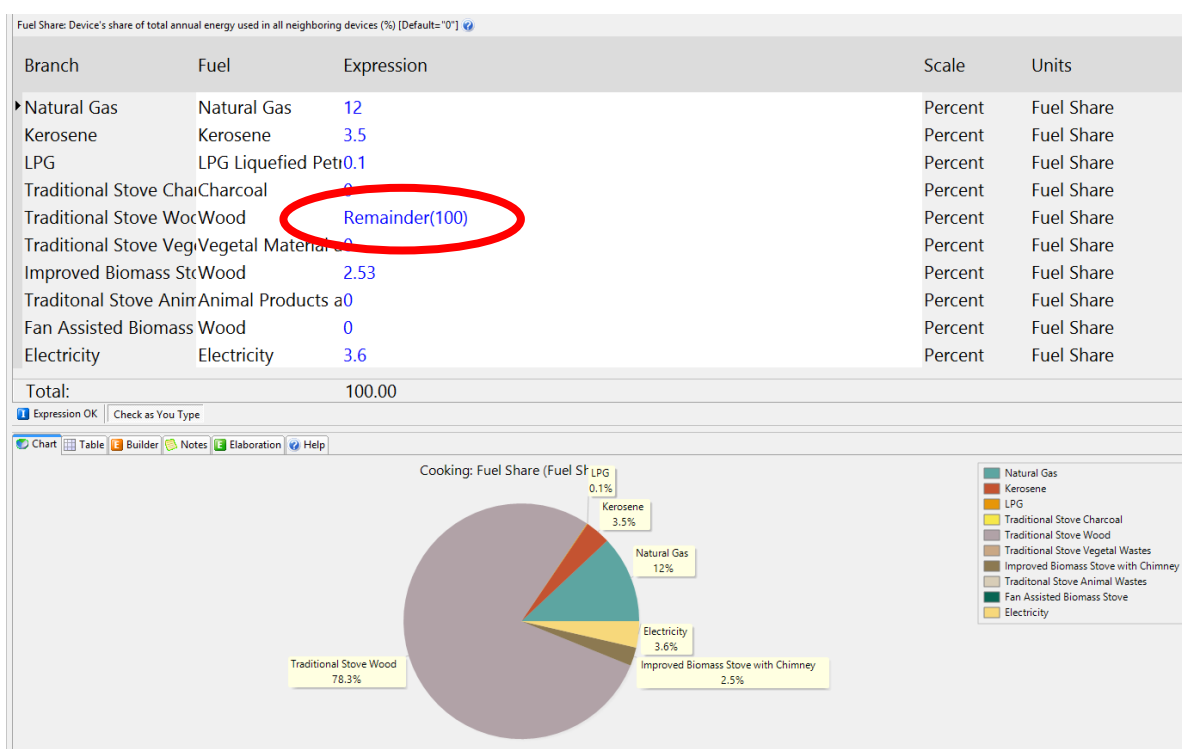 Fuel Share: Device's share of total annual energy used in all neighboring devices (%) [Default="0"]
Branch Fuel Expression Scale Units
Natural Gas Natural Gas 12 Percent Fuel Share
Kerosene Kerosene 3.5 Percent Fuel Share
LPG LPG Liquefied Petr 0.1 Percent Fuel Share
Traditional Stove Cha Charcoal 0 Percent Fuel Share
Traditional Stove Woo Wood Remainder(100) Percent Fuel Share
Traditional Stove Veg Vegetal Material 0 Percent Fuel Share
Improved Biomass Sto Wood 2.53 Percent Fuel Share
Traditonal Stove Anim Animal Products a 0 Percent Fuel Share
Fan Assisted Biomass Wood 0 Percent Fuel Share
Electricity Electricity 3.6 Percent Fuel Share
Total: 100.00
Expression OK Check as You Type
Chart Table Builder Notes Elaboration Help
Cooking: Fuel Share (Fuel Sh
LPG
0.1%
Kerosene
3.5%
Natural Gas
12%
Electricity
3.6%
Improved Biomass Stove with Chimney
2.5%
Traditional Stove Wood
78.3%
Natural Gas
Kerosene
LPG
Traditional Stove Charcoal
Traditional Stove Wood
Traditional Stove Vegetal Wastes
Improved Biomass Stove with Chimney
Traditonal Stove Animal Wastes
Fan Assisted Biomass Stove
Electricity